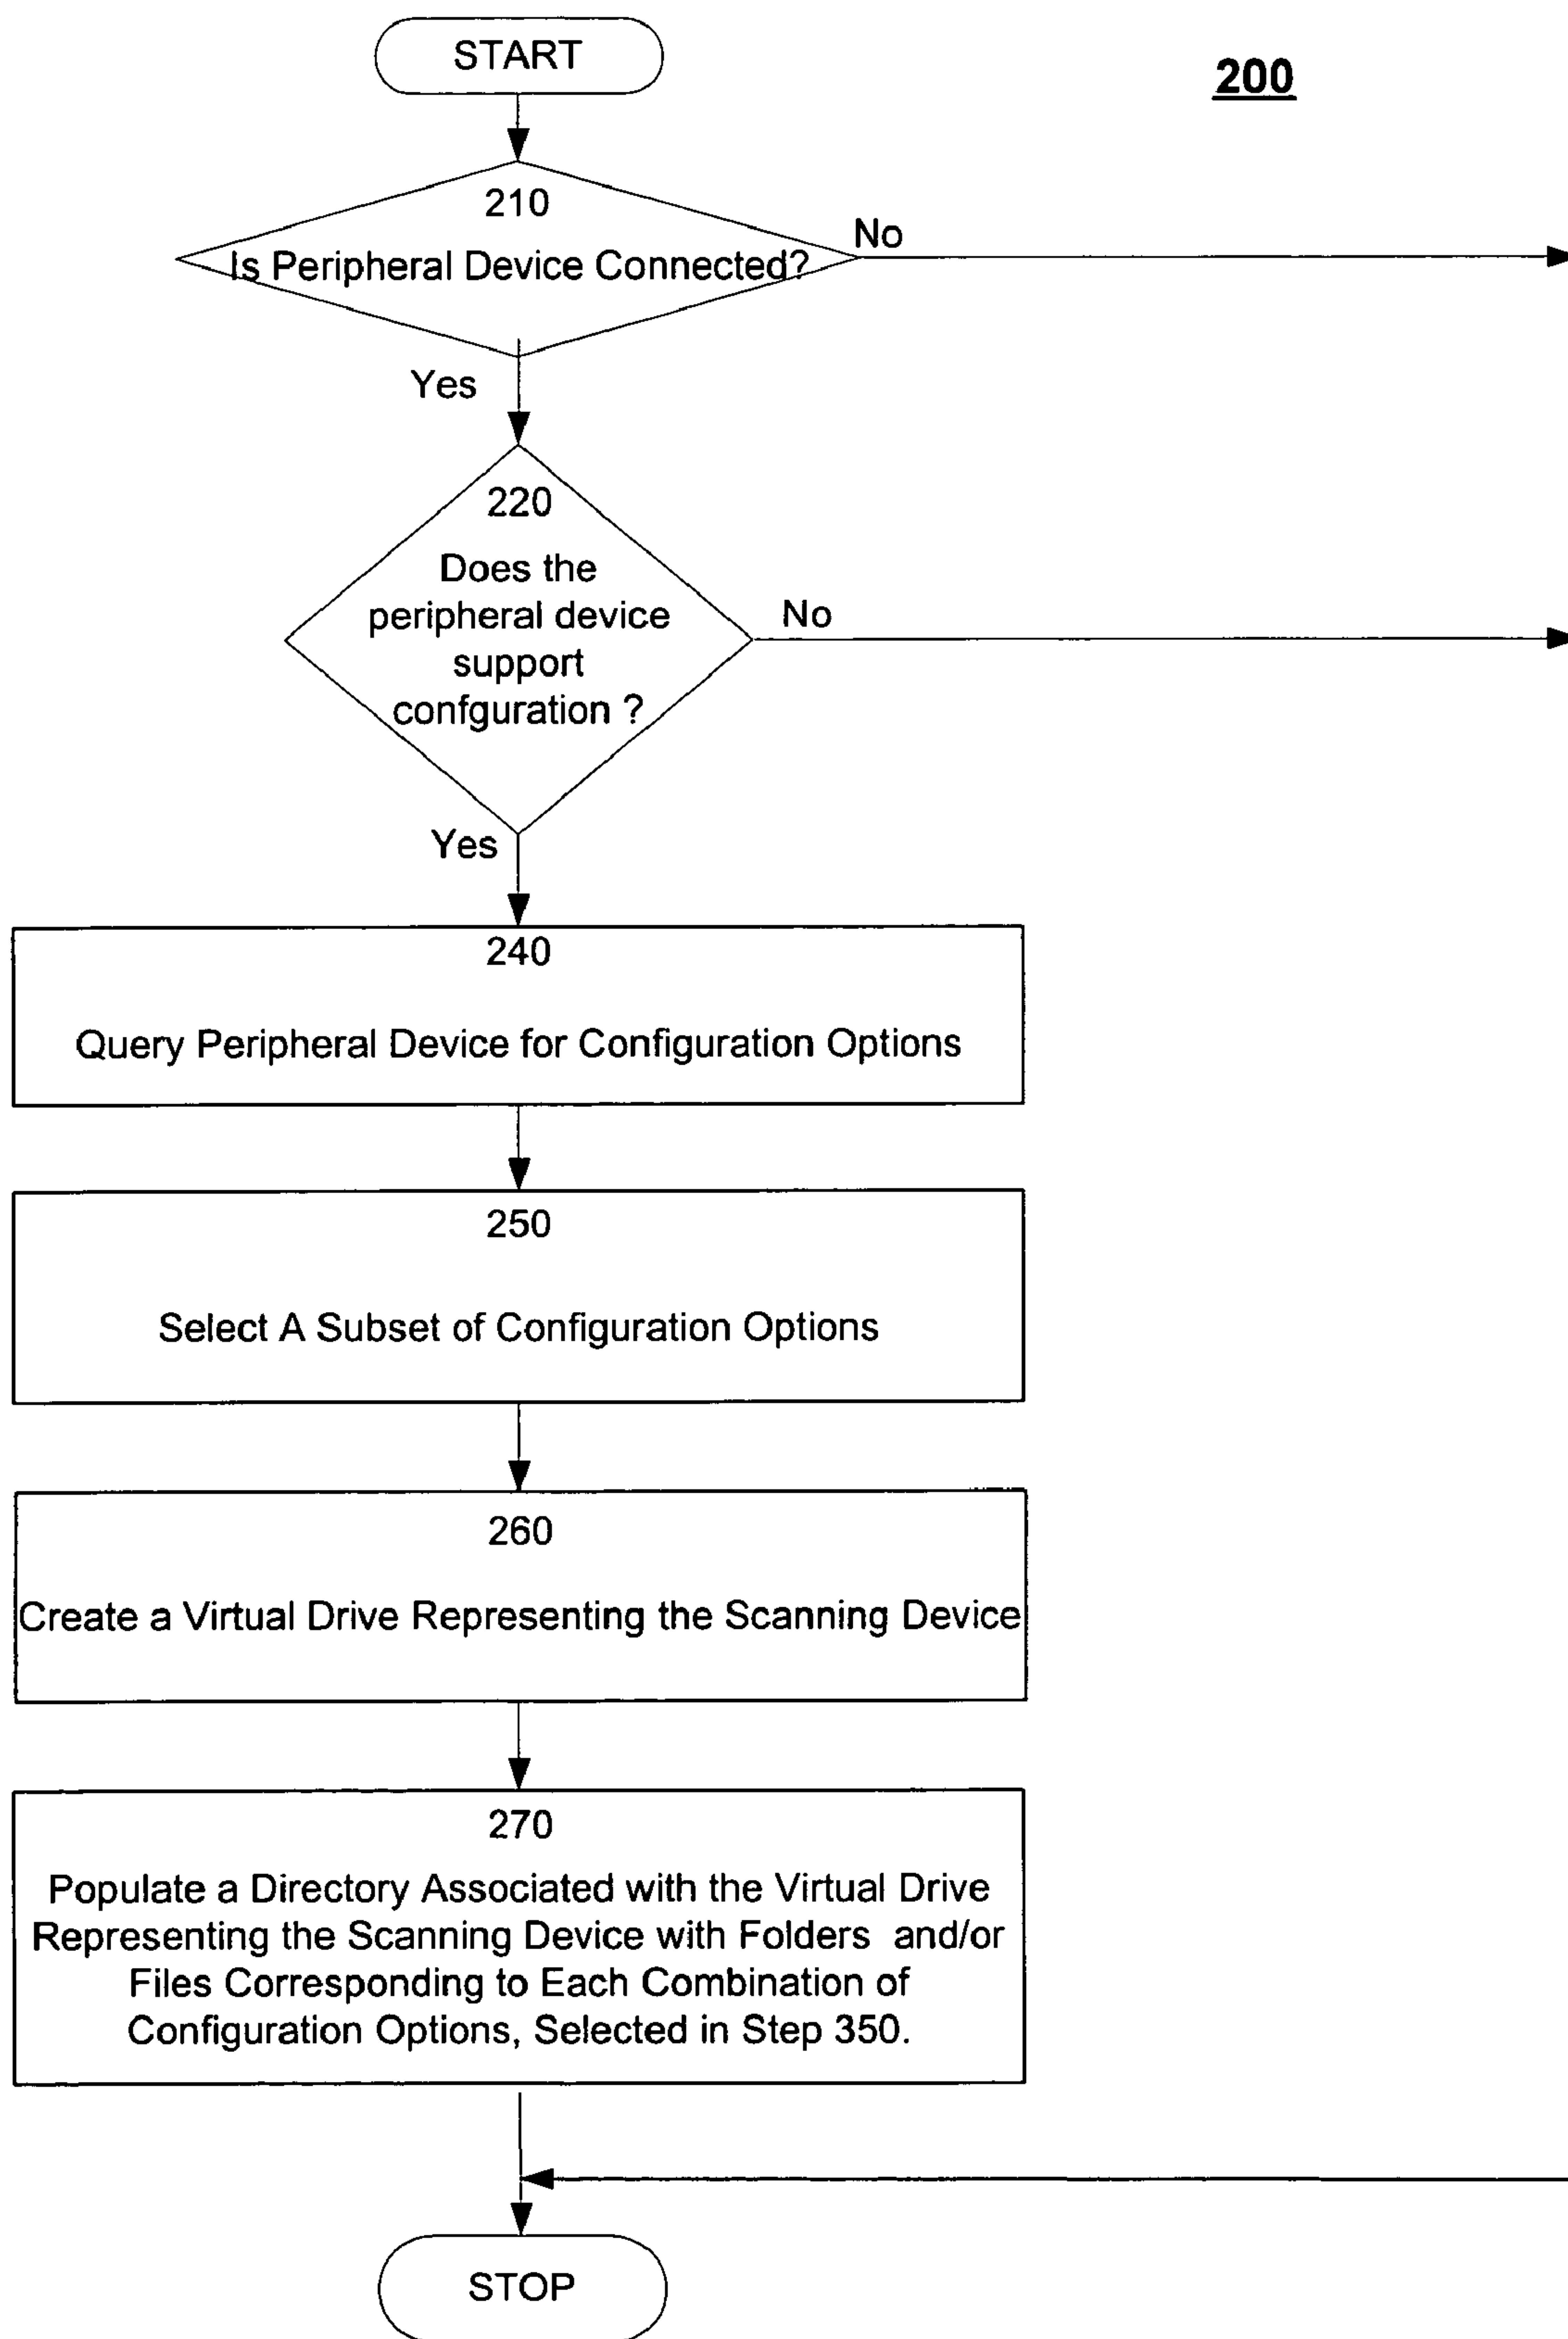 START
200
210
Is Peripheral Device Connected?
No
Yes
220
Does the
peripheral device
support
confguration ?
No
Yes
240
Query Peripheral Device for Configuration Options
250
Select A Subset of Configuration Options
260
Create a Virtual Drive Representing the Scanning Device
270
Populate a Directory Associated with the Virtual Drive
Representing the Scanning Device with Folders and/or
Files Corresponding to Each Combination of
Configuration Options, Selected in Step 350.
STOP